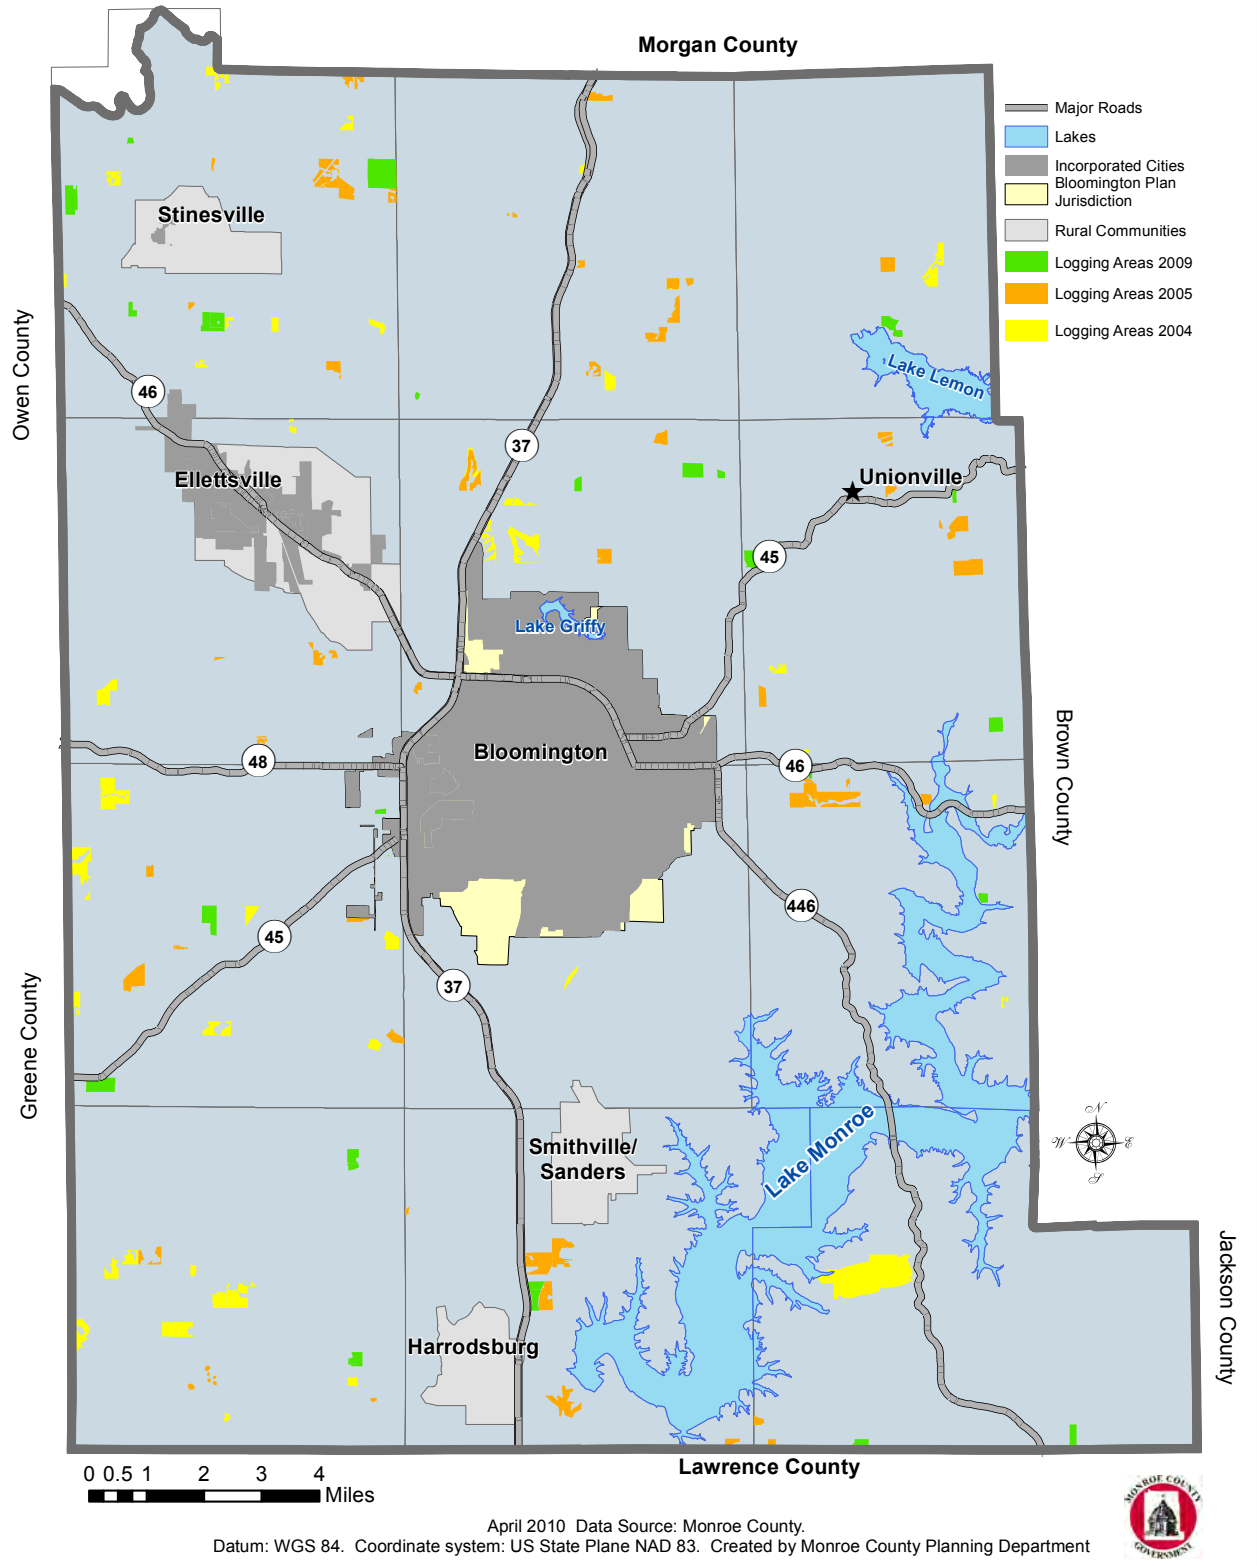 Morgan County
Major Roads
Lakes
Incorporated Cities
Bloomington Plan
Jurisdiction
Rural Communities
Logging Areas 2009
Logging Areas 2005
Logging Areas 2004
Stinesville
Owen County
Lake Lemon
46
37
Ellettsville
Unionville
45
Lake Griffy
Brown County
Bloomington
48
46
446
45
Greene County
37
N
W
E
S
Smithville/
Sanders
Lake Monroe
Jackson County
Harrodsburg
Lawrence County
0 0.5 1 2 3 4
Miles
MONROE COUNTY
GOVERNMENT
April 2010 Data Source: Monroe County.
Datum: WGS 84. Coordinate system: US State Plane NAD 83. Created by Monroe County Planning Department